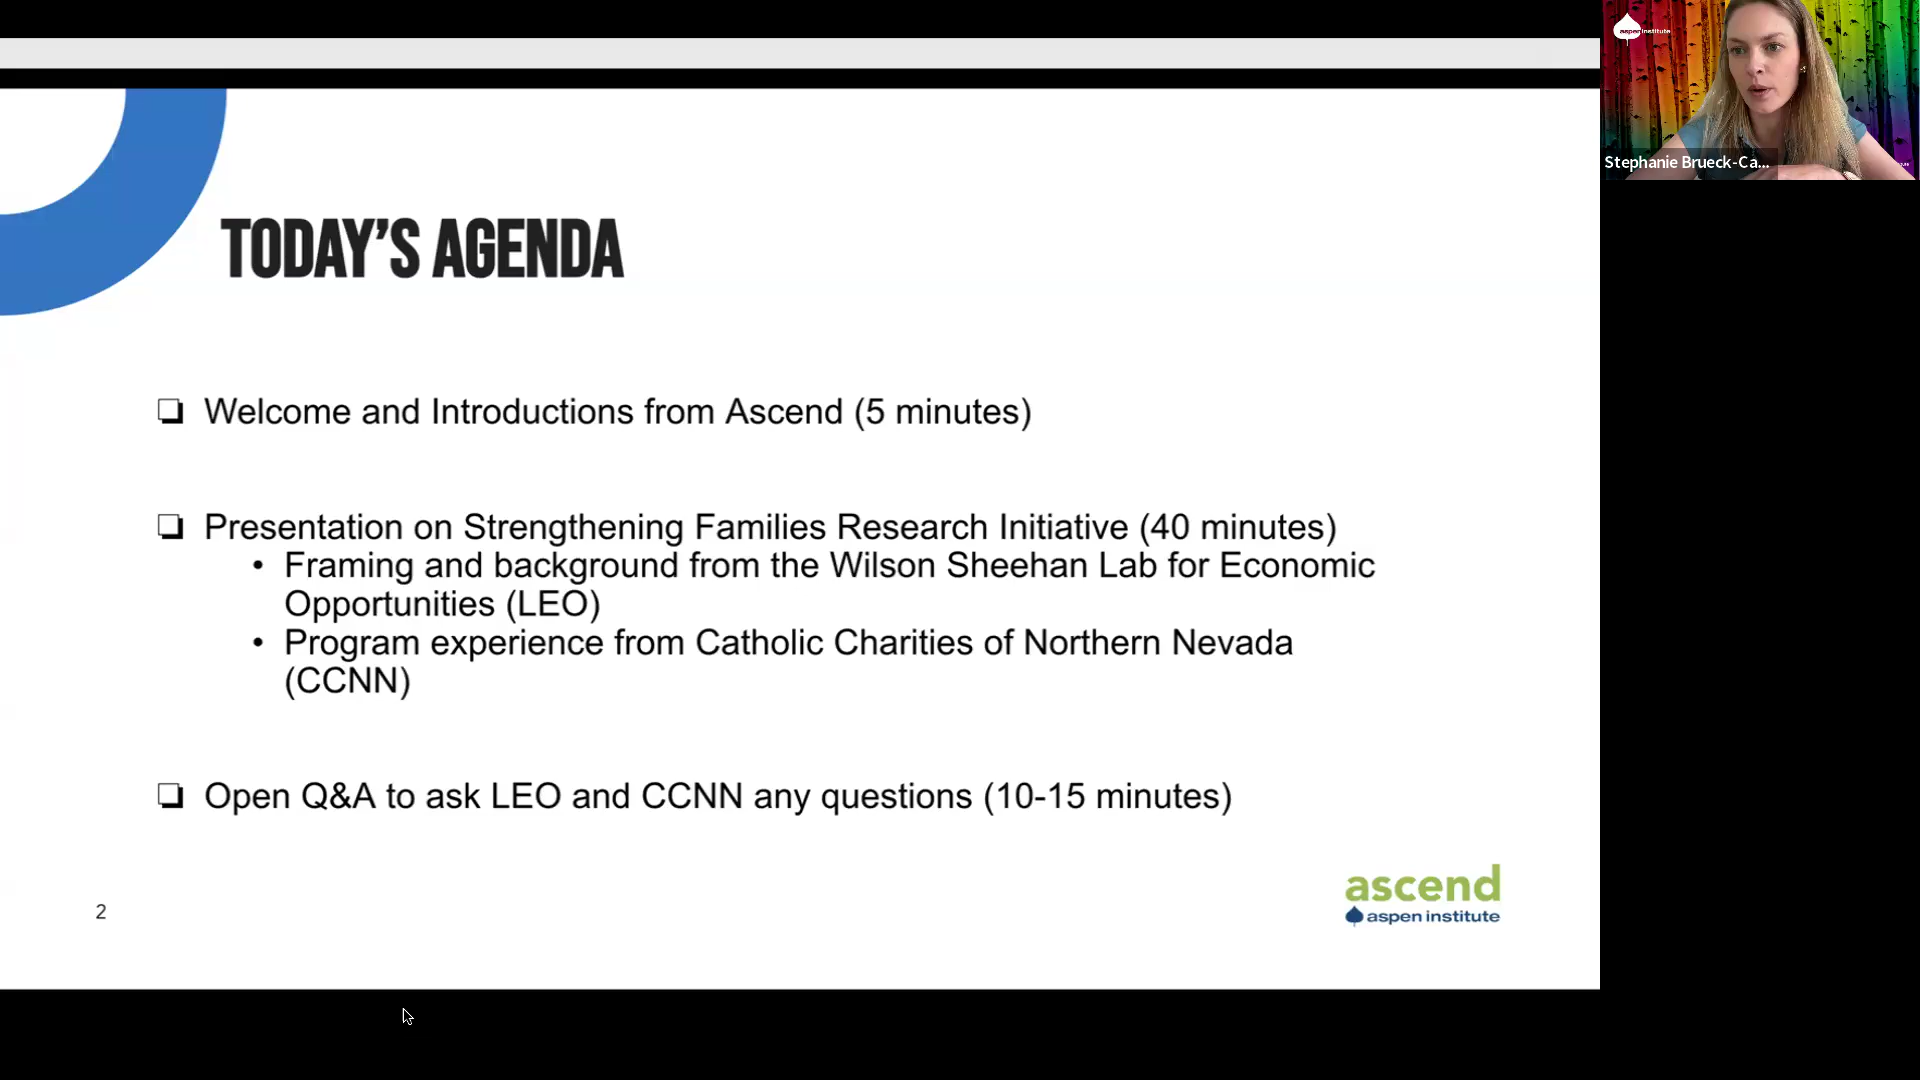 aspen institute
Stephanie Brueck-Ca...
TODAY'S AGENDA
Welcome and Introductions from Ascend (5 minutes)
Presentation on Strengthening Families Research Initiative (40 minutes)
• Framing and background from the Wilson Sheehan Lab for Economic
Opportunities (LEO)
• Program experience from Catholic Charities of Northern Nevada
(CCNN)
Open Q&A to ask LEO and CCNN any questions (10-15 minutes)
2
ascend
aspen institute